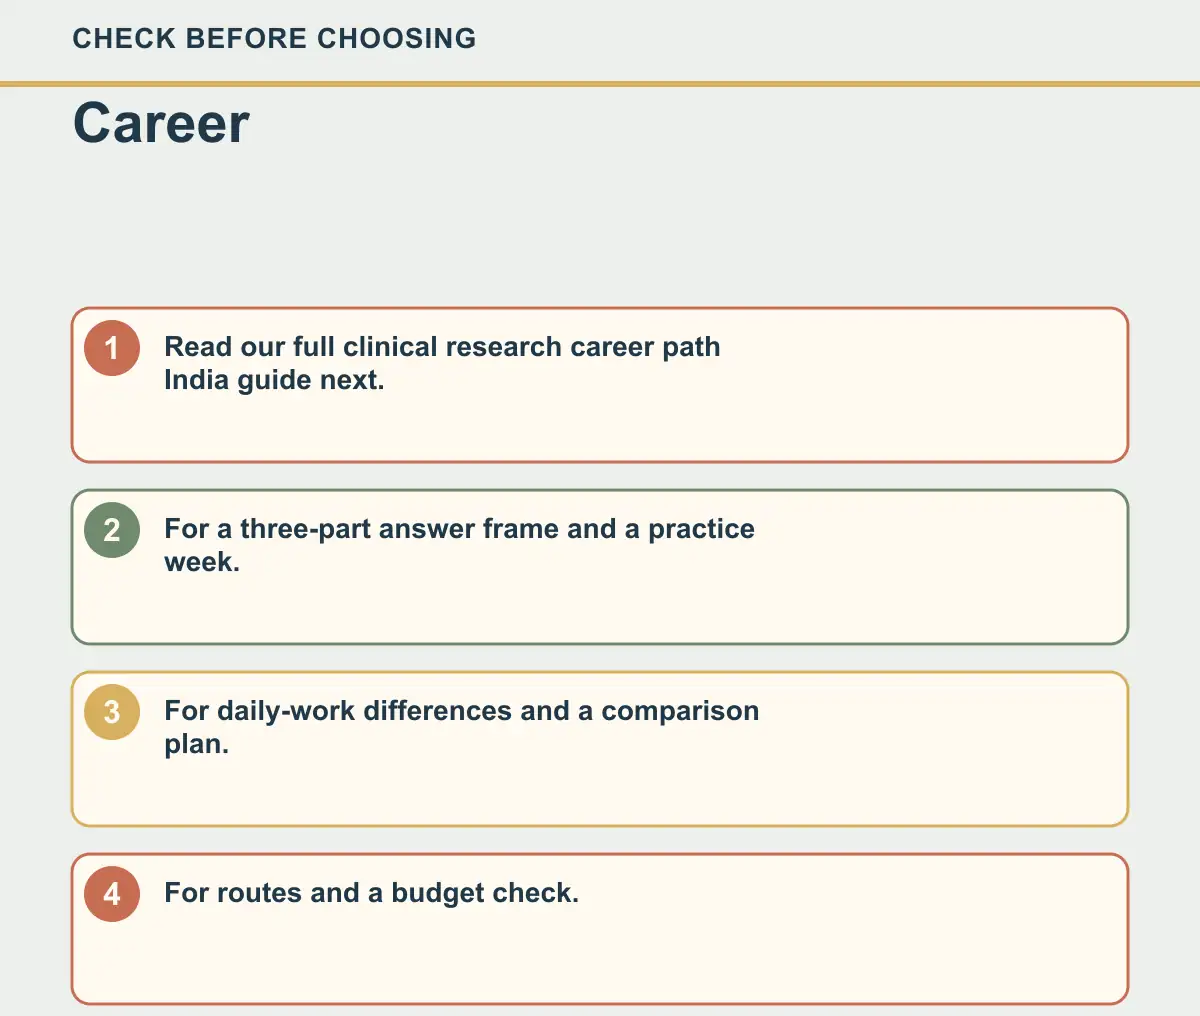 CHECK BEFORE CHOOSING
Career
1
Read our full clinical research career path
India guide next.
2
For a three-part answer frame and a practice
week.
3
For daily-work differences and a comparison
plan.
4
For routes and a budget check.